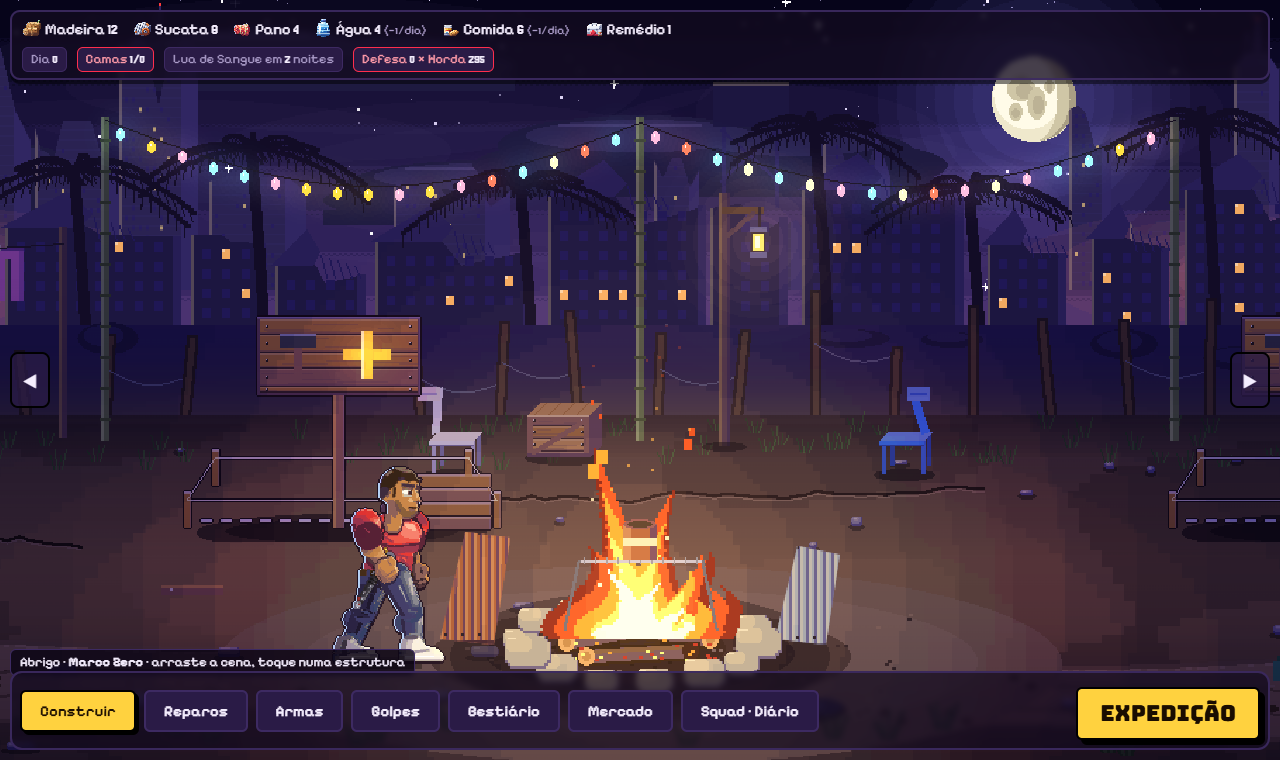 Madeira 12 Sucata 8 Pano 4 Água 4 (−1/dia) Comida 6 (−1/dia) Remédio 1
Dia 0 Camas 1/0 Lua de Sangue em 2 noites Defesa 0 × Horda 295
Abrigo · Marco Zero · arraste a cena, toque numa estrutura
Construir Reparos Armas Golpes Bestiário Mercado Squad · Diário EXPEDIÇÃO